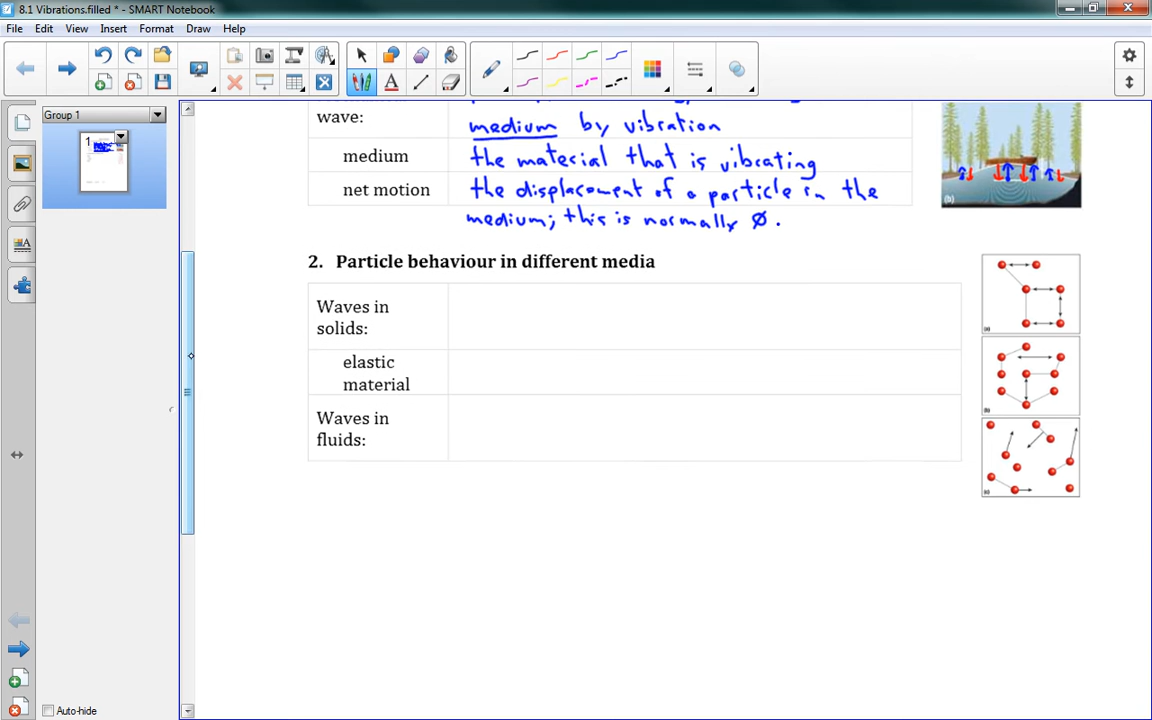 8.1 Vibrations.filled * - SMART Notebook
File Edit View Insert Format Draw Help
Group 1
1
wave:
medium by vibration
medium
the material that is vibrating
net motion
the displacement of a particle in the
medium; this is normally Ø.
(b)
2. Particle behaviour in different media
Waves in
solids:
elastic
material
Waves in
fluids:
(a)
(b)
(c)
Auto-hide